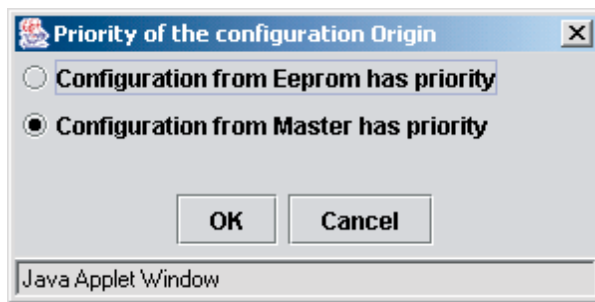 Priority of the configuration Origin
Configuration from Eeprom has priority
Configuration from Master has priority
OK Cancel
Java Applet Window